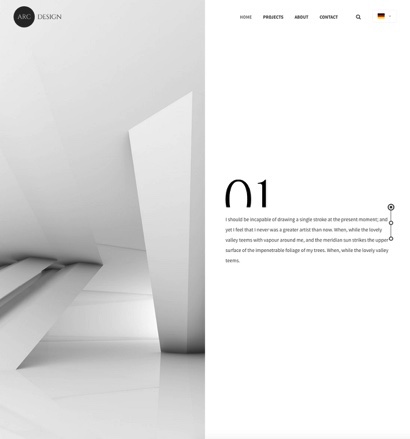 ARC DESIGN
HOME PROJECTS ABOUT CONTACT
01
I should be incapable of drawing a single stroke at the present moment; and
yet I feel that I never was a greater artist than now. When, while the lovely
valley teems with vapour around me, and the meridian sun strikes the upper
surface of the impenetrable foliage of my trees. When, while the lovely valley
teems.